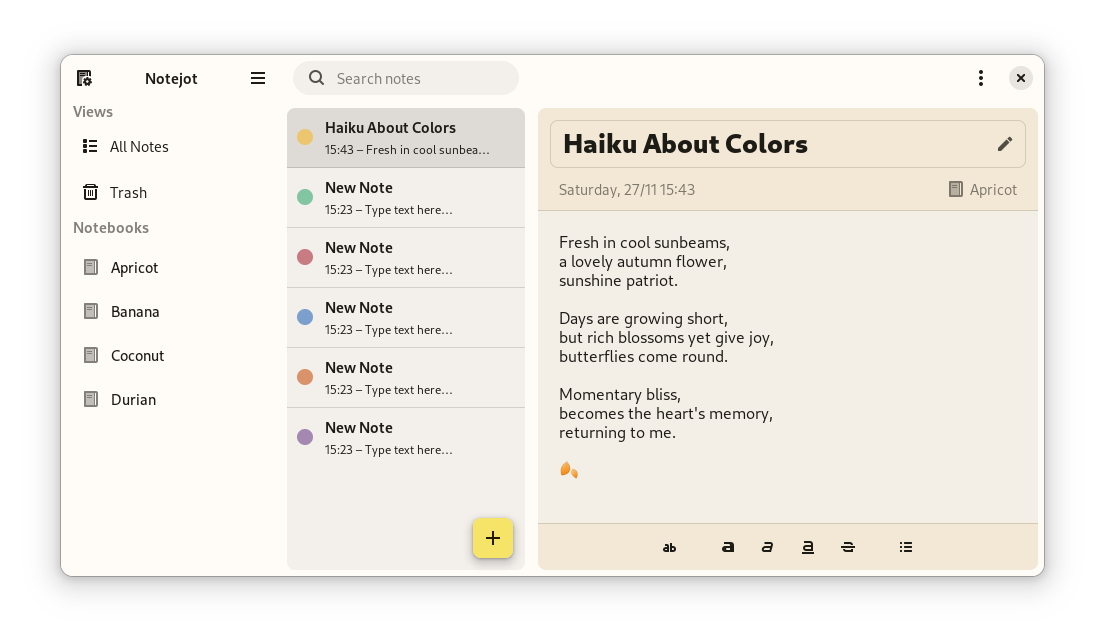 Notejot
Search notes
Views
All Notes
Trash
Notebooks
Apricot
Banana
Coconut
Durian
Haiku About Colors
15:43 – Fresh in cool sunbea…
New Note
15:23 – Type text here…
New Note
15:23 – Type text here…
New Note
15:23 – Type text here…
New Note
15:23 – Type text here…
New Note
15:23 – Type text here…
Haiku About Colors
Saturday, 27/11 15:43
Apricot
Fresh in cool sunbeams,
a lovely autumn flower,
sunshine patriot.
Days are growing short,
but rich blossoms yet give joy,
butterflies come round.
Momentary bliss,
becomes the heart's memory,
returning to me.
🍂
ab a a a S